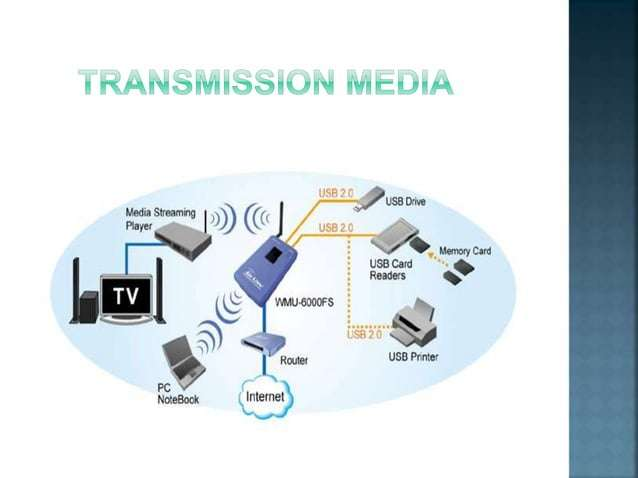 TRANSMISSION MEDIA
USB 2.0
USB Drive
Media Streaming
Player
USB 2.0
Memory Card
USB Card
Readers
TV
WMU-6000FS
USB 2.0
Router
USB Printer
PC
NoteBook
Internet